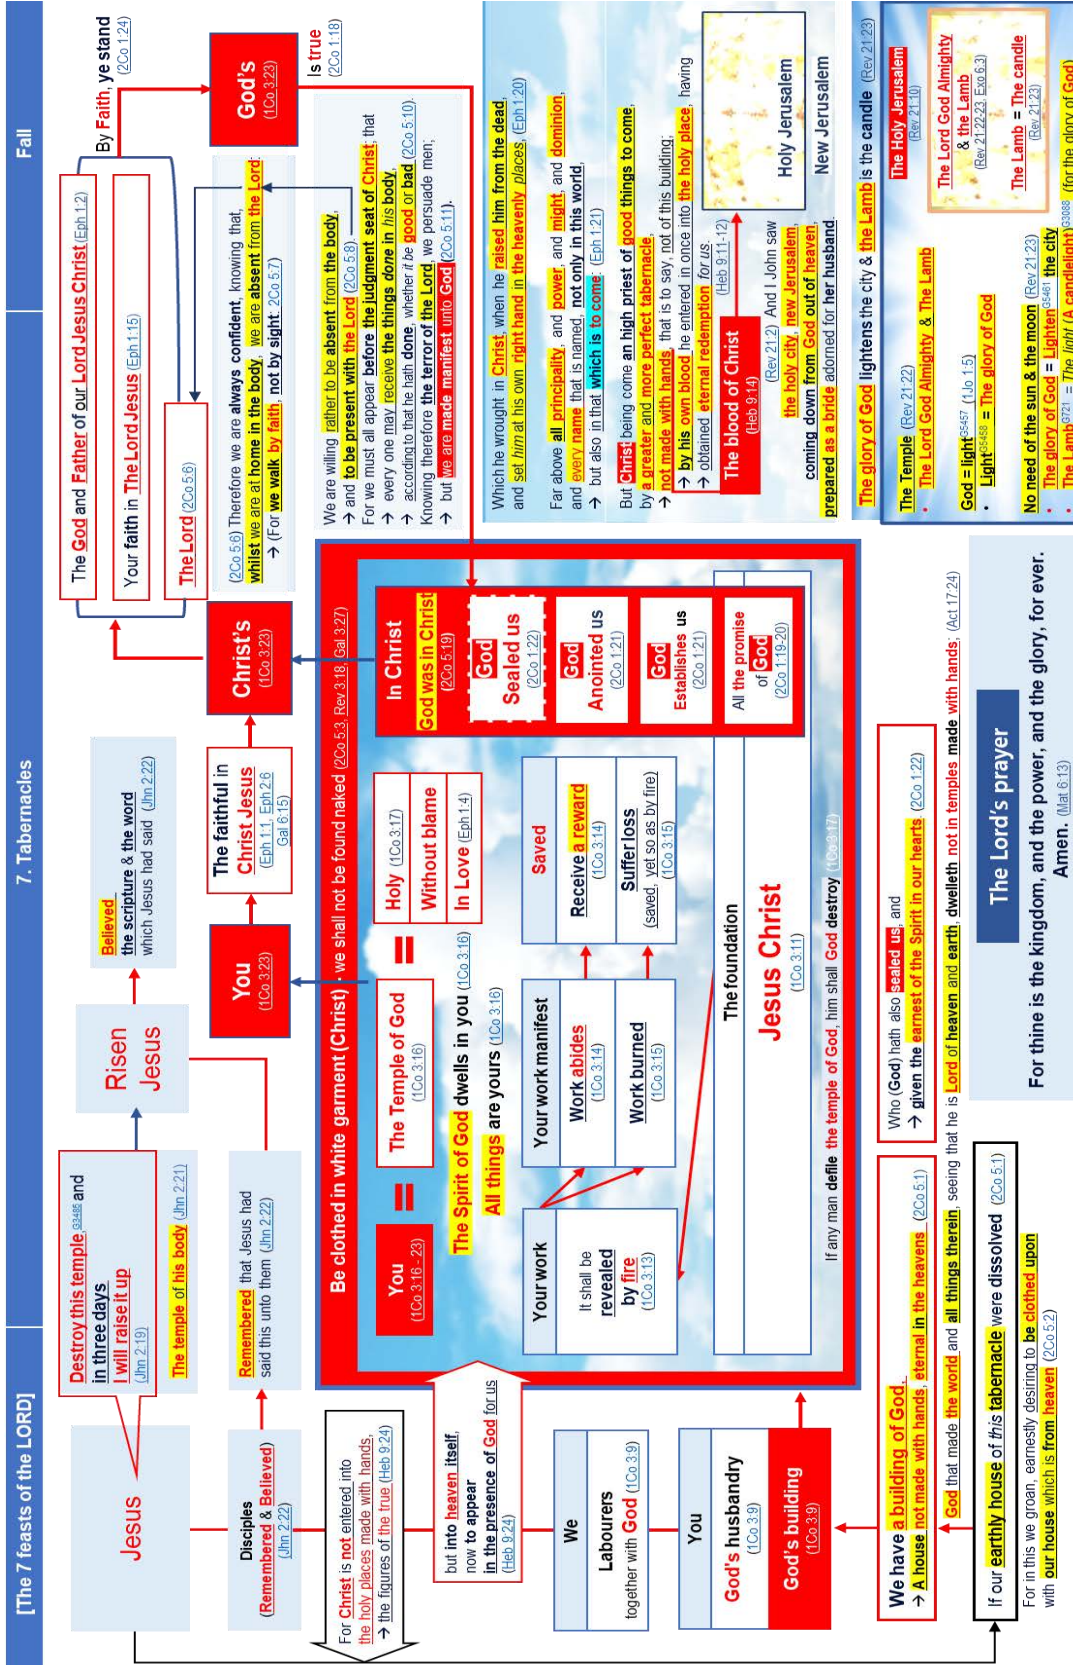 [The 7 feasts of the LORD]
7. Tabernacles
Fall
Jesus
Destroy this temple,G3485 and
in three days
I will raise it up
(Jhn 2:19)
The temple of his body (Jhn 2:21)
Risen
Jesus
Believed
the scripture & the word
which Jesus had said (Jhn 2:22)
Disciples
(Remembered & Believed)
(Jhn 2:22)
Remembered that Jesus had
said this unto them (Jhn 2:22)
You
(1Co 3:23)
The faithful in
Christ Jesus
(Eph 1:1, Eph 2:6
Gal 6:15)
Christ's
(1Co 3:23)
The God and Father of our Lord Jesus Christ (Eph 1:2)
Your faith in The Lord Jesus (Eph 1:15)
The Lord (2Co 5:6)
By Faith, ye stand
(2Co 1:24)
God's
(1Co 3:23)
Is true
(2Co 1:18)
(2Co 5:6) Therefore we are always confident, knowing that,
whilst we are at home in the body, we are absent from the Lord:
→ (For we walk by faith, not by sight: 2Co 5:7)
We are willing rather to be absent from the body,
→ and to be present with the Lord (2Co 5:8)
For we must all appear before the judgment seat of Christ; that
→ every one may receive the things done in his body,
→ according to that he hath done, whether it be good or bad (2Co 5:10).
Knowing therefore the terror of the Lord, we persuade men;
→ but we are made manifest unto God (2Co 5:11).
For Christ is not entered into
the holy places made with hands,
→ the figures of the true (Heb 9:24)
but into heaven itself,
now to appear
in the presence of God for us
(Heb 9:24)
We
Labourers
together with God (1Co 3:9)
You
God's husbandry
(1Co 3:9)
God's building
(1Co 3:9)
Be clothed in white garment (Christ) - we shall not be found naked (2Co 5:3, Rev 3:18, Gal 3:27)
You
(1Co 3:16 - 23)
=
The Temple of God
(1Co 3:16)
=
Holy (1Co 3:17)
Without blame
In Love (Eph 1:4)
The Spirit of God dwells in you (1Co 3:16)
All things are yours (1Co 3:16)
Your work
It shall be
revealed
by fire
(1Co 3:13)
Your work manifest
Work abides
(1Co 3:14)
Work burned
(1Co 3:15)
Saved
Receive a reward
(1Co 3:14)
Suffer loss
(saved, yet so as by fire)
(1Co 3:15)
The foundation
Jesus Christ
(1Co 3:11)
If any man defile the temple of God, him shall God destroy (1Co 3:17)
In Christ
God was in Christ
(2Co 5:19)
God
Sealed us
(2Co 1:22)
God
Anointed us
(2Co 1:21)
God
Establishes us
(2Co 1:21)
All the promise
of God
(2Co 1:19-20)
Which he wrought in Christ, when he raised him from the dead,
and set him at his own right hand in the heavenly places, (Eph 1:20)
Far above all principality, and power, and might, and dominion,
and every name that is named, not only in this world,
→ but also in that which is to come: (Eph 1:21)
But Christ being come an high priest of good things to come,
by a greater and more perfect tabernacle,
→ not made with hands, that is to say, not of this building;
→ by his own blood he entered in once into the holy place, having
→ obtained eternal redemption for us.
(Heb 9:11-12)
The blood of Christ
(Heb 9:14)
Holy Jerusalem
New Jerusalem
(Rev 21:2) And I John saw
the holy city, new Jerusalem,
coming down from God out of heaven,
prepared as a bride adorned for her husband.
The glory of God lightens the city & the Lamb is the candle (Rev 21:23)
The Temple (Rev 21:22)
• The Lord God Almighty & The Lamb
God = lightG5457 (1Jo 1:5)
• LightG5458 = The glory of God
No need of the sun & the moon (Rev 21:23)
• The glory of God = LightenG5461 the city
• The Lamb G721 = The light (A candlelight)G3088 (for the glory of God)
The Holy Jerusalem
(Rev 21:10)
The Lord God Almighty
& the Lamb
(Rev 21:22-23, Exo 6:3)
The Lamb = The candle
(Rev 21:23)
We have a building of God,
→ A house not made with hands, eternal in the heavens (2Co 5:1)
Who (God) hath also sealed us, and
→ given the earnest of the Spirit in our hearts. (2Co 1:22)
God that made the world and all things therein, seeing that he is Lord of heaven and earth, dwelleth not in temples made with hands; (Act 17:24)
If our earthly house of this tabernacle were dissolved (2Co 5:1)
For in this we groan, earnestly desiring to be clothed upon
with our house which is from heaven (2Co 5:2)
The Lord's prayer
For thine is the kingdom, and the power, and the glory, for ever.
Amen. (Mat 6:13)